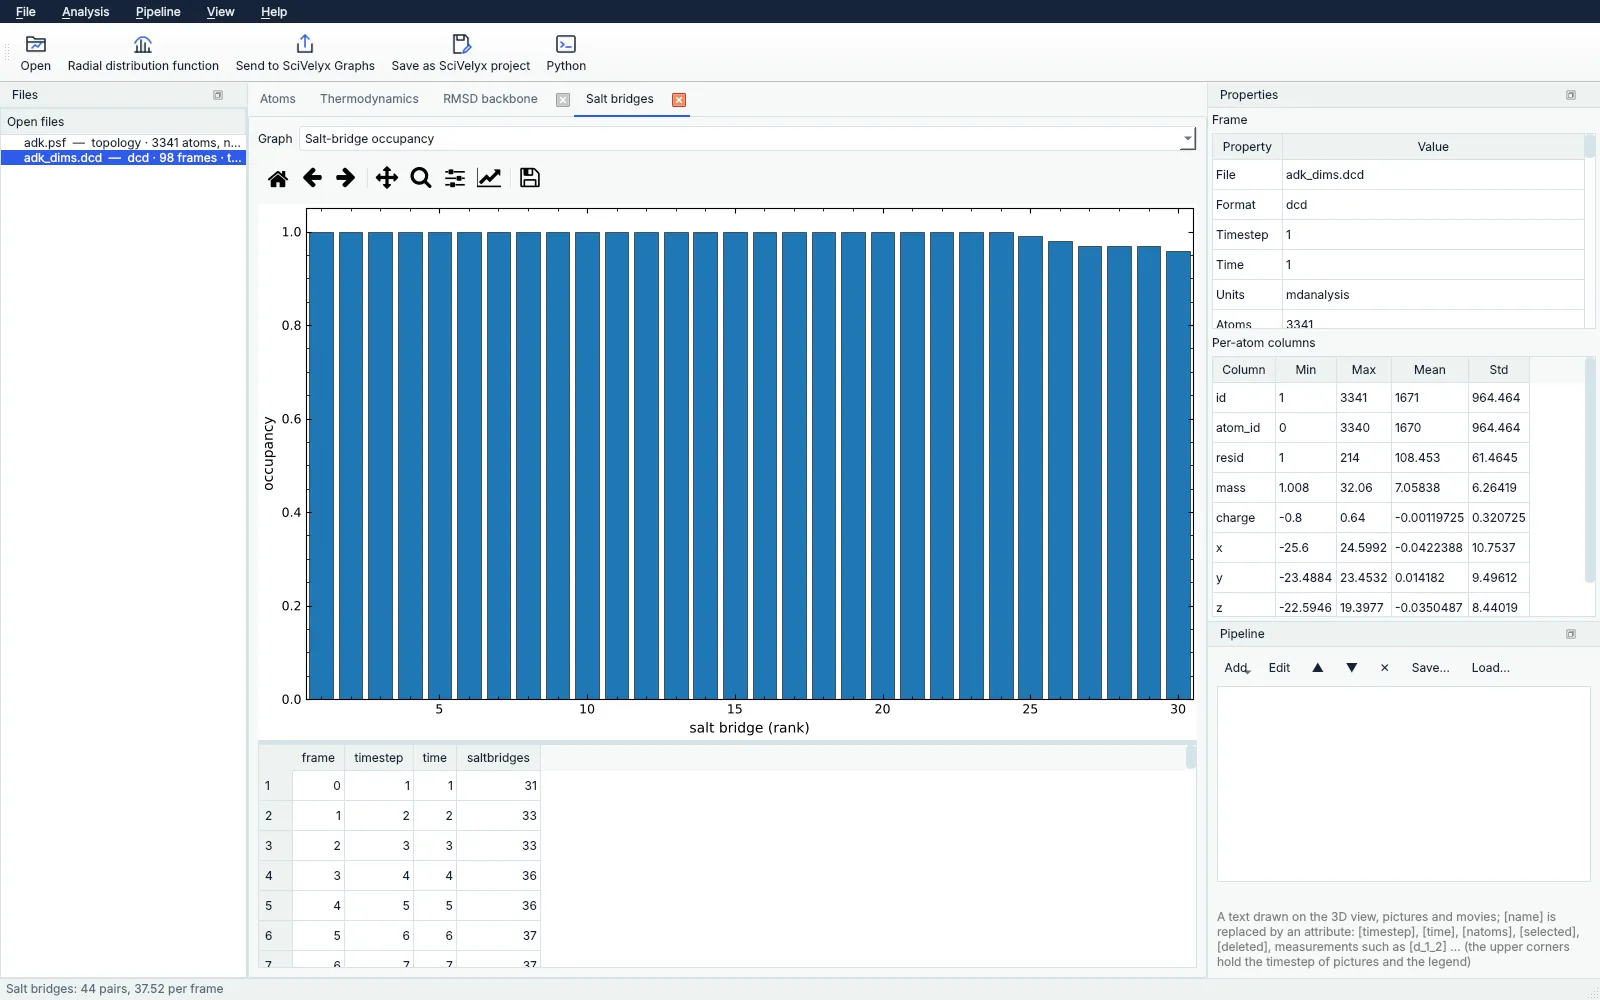 File Analysis Pipeline View Help
Open Radial distribution function Send to SciVelyx Graphs Save as SciVelyx project Python
Files
Open files
adk.psf — topology · 3341 atoms, n...
adk_dims.dcd — dcd · 98 frames · t...
Atoms Thermodynamics RMSD backbone Salt bridges
Graph Salt-bridge occupancy
1.0
0.8
0.6
0.4
0.2
0.0
occupancy
5 10 15 20 25 30
salt bridge (rank)
frame timestep time saltbridges
1 0 1 1 31
2 1 2 2 33
3 2 3 3 33
4 3 4 4 36
5 4 5 5 36
6 5 6 6 37
7 6 7 7 37
Properties
Frame
Property Value
File adk_dims.dcd
Format dcd
Timestep 1
Time 1
Units mdanalysis
Atoms 3341
Per-atom columns
Column Min Max Mean Std
id 1 3341 1671 964.464
atom_id 0 3340 1670 964.464
resid 1 214 108.453 61.4645
mass 1.008 32.06 7.05838 6.26419
charge -0.8 0.64 -0.00119725 0.320725
x -25.6 24.5992 -0.0422388 10.7537
y -23.4884 23.4532 0.014182 9.49612
z -22.5946 19.3977 -0.0350487 8.44019
Pipeline
Add Edit ▲ ▼ × Save... Load...
A text drawn on the 3D view, pictures and movies; [name] is
replaced by an attribute: [timestep], [time], [natoms], [selected],
[deleted], measurements such as [d_1_2] ... (the upper corners
hold the timestep of pictures and the legend)
Salt bridges: 44 pairs, 37.52 per frame